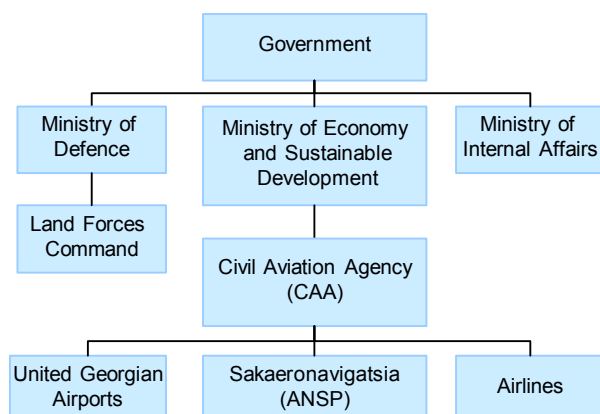 Government
Ministry of
Defence
Ministry of Economy
and Sustainable
Development
Ministry of
Internal Affairs
Land Forces
Command
Civil Aviation Agency
(CAA)
United Georgian
Airports
Sakaeronavigatsia
(ANSP)
Airlines